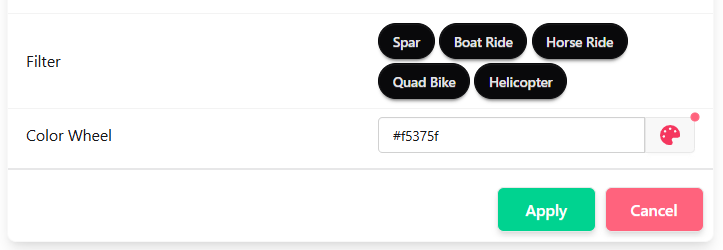 Filter
Spar Boat Ride Horse Ride
Quad Bike Helicopter
Color Wheel #f5375f
Apply Cancel